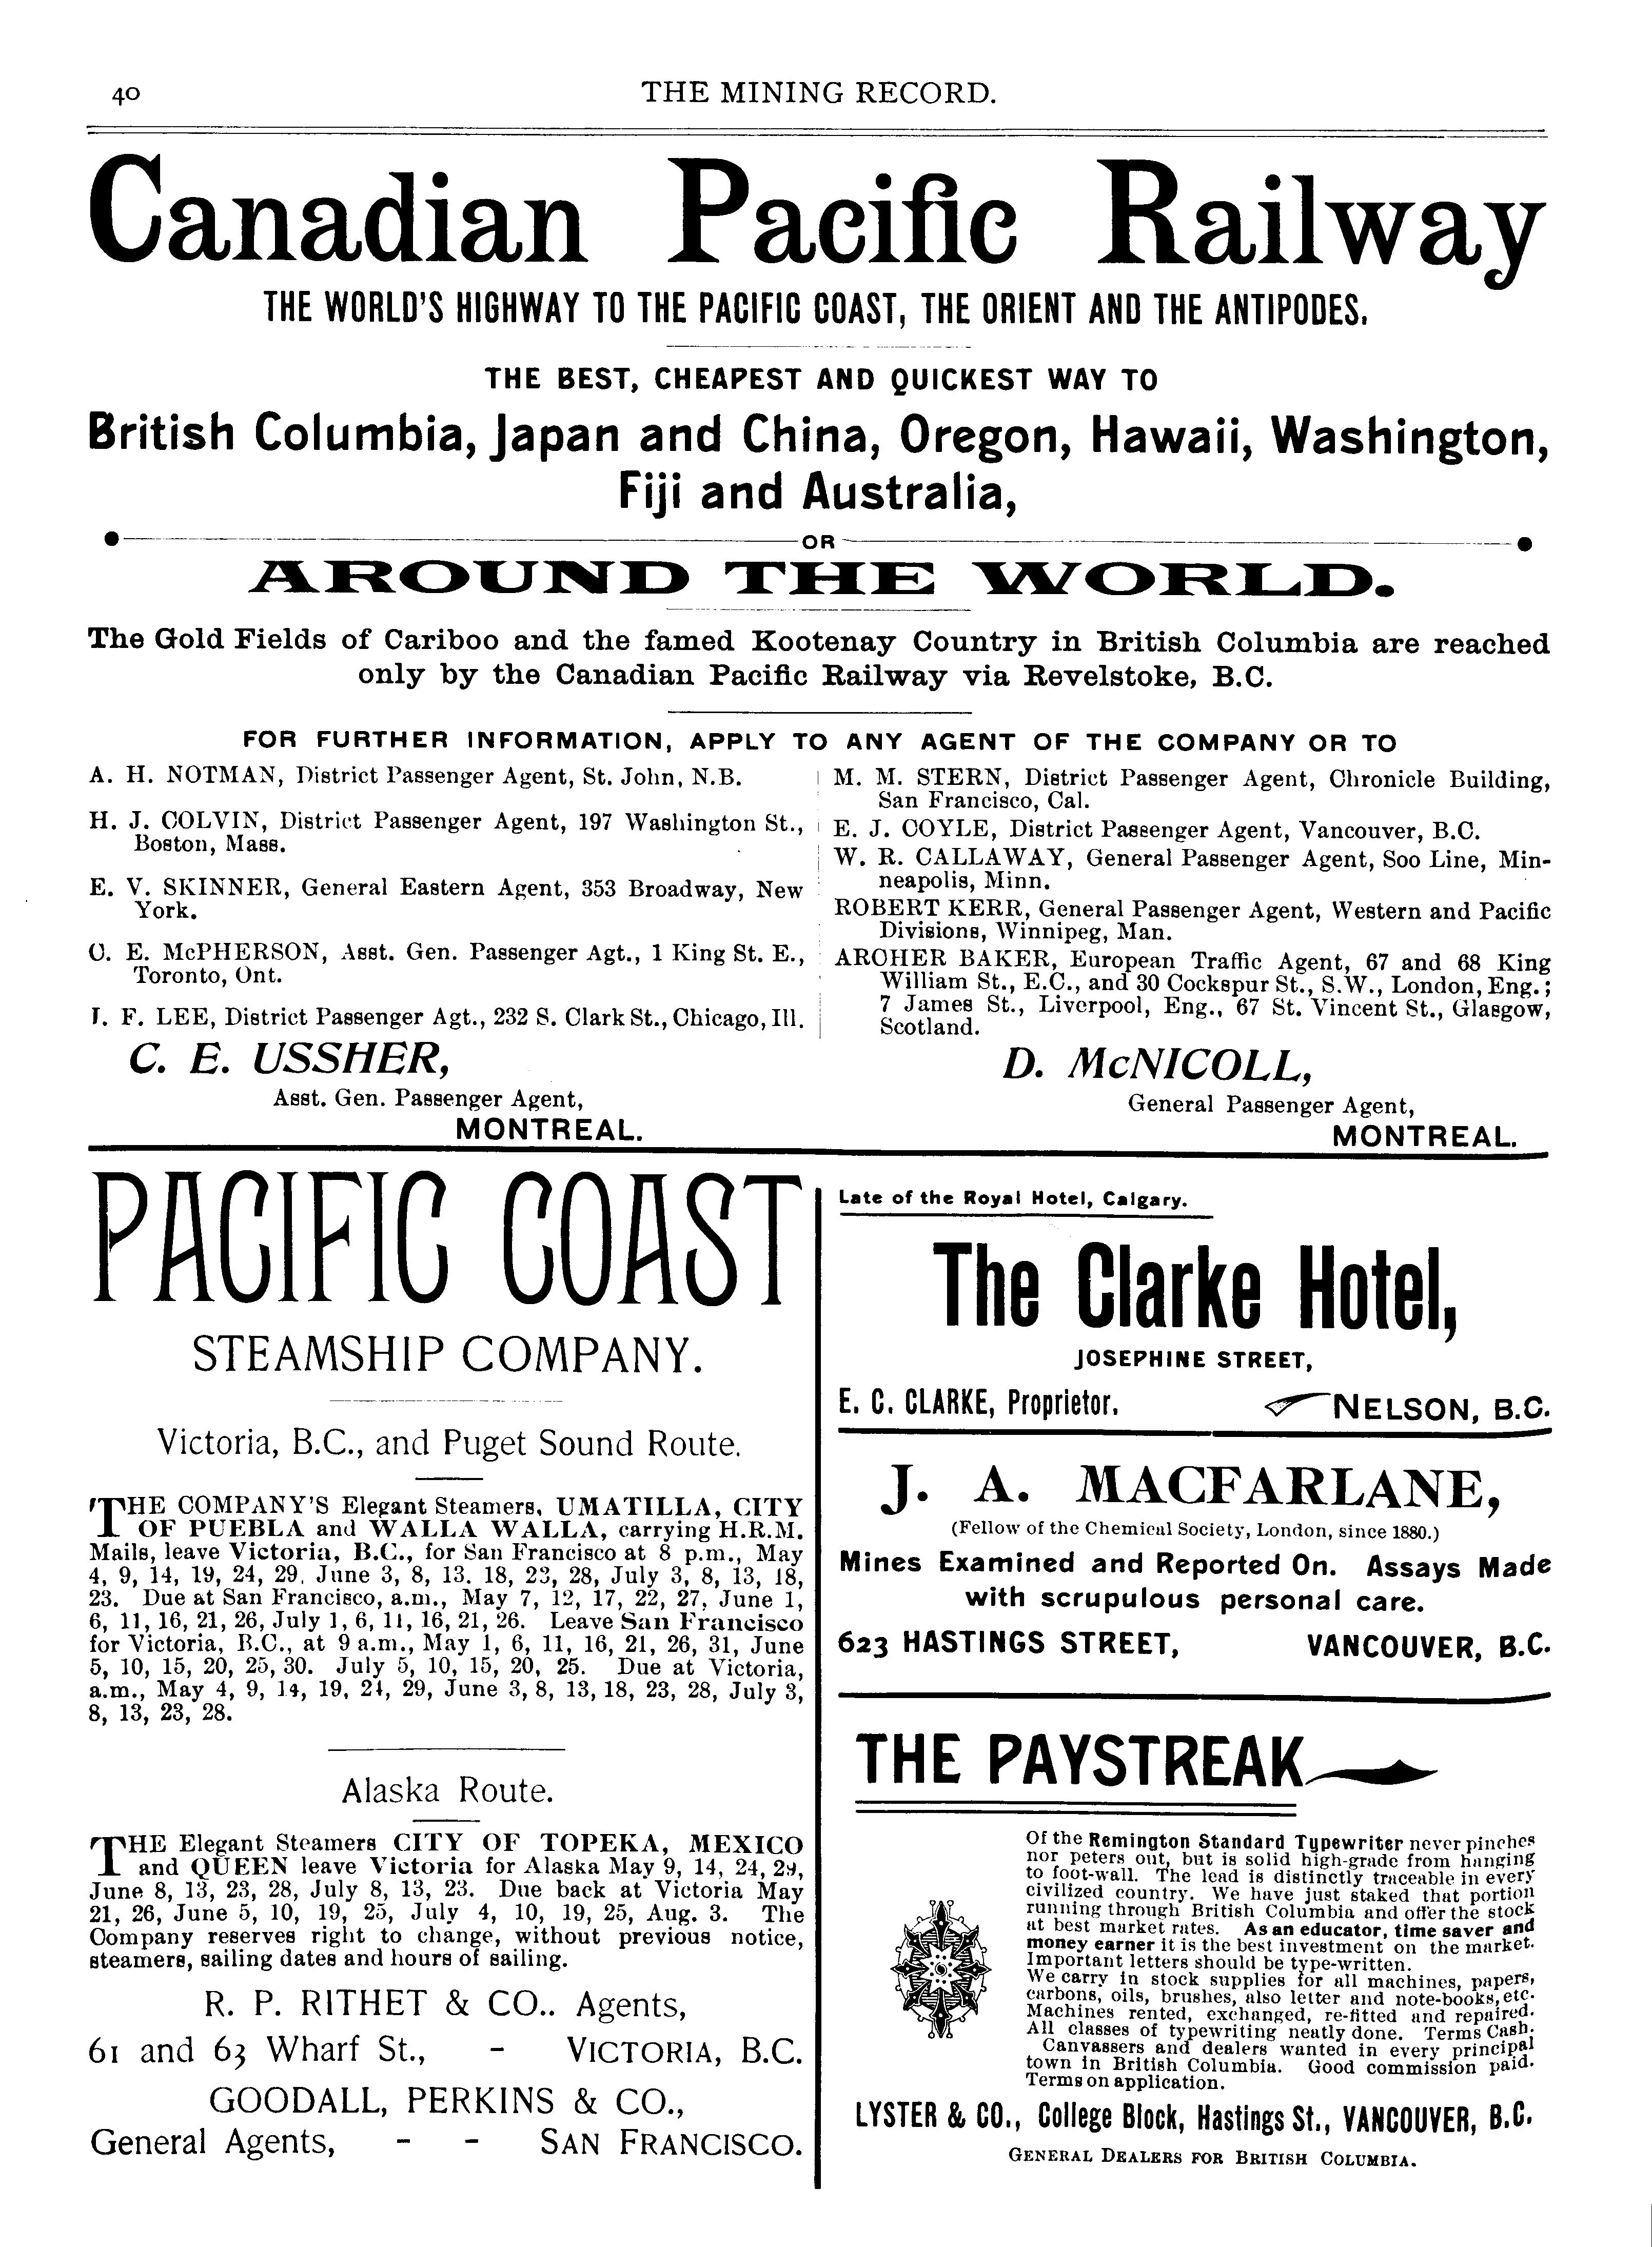 40
THE MINING RECORD.
Canadian Pacific Railway
THE WORLD'S HIGHWAY TO THE PACIFIC COAST, THE ORIENT AND THE ANTIPODES.
THE BEST, CHEAPEST AND QUICKEST WAY TO
British Columbia, Japan and China, Oregon, Hawaii, Washington,
Fiji and Australia,
OR
AROUND THE WORLD.
The Gold Fields of Cariboo and the famed Kootenay Country in British Columbia are reached
only by the Canadian Pacific Railway via Revelstoke, B.C.
FOR FURTHER INFORMATION, APPLY TO ANY AGENT OF THE COMPANY OR TO
A. H. NOTMAN, District Passenger Agent, St. John, N.B.
H. J. COLVIN, District Passenger Agent, 197 Washington St.,
Boston, Mass.
E. V. SKINNER, General Eastern Agent, 353 Broadway, New
York.
C. E. McPHERSON, Asst. Gen. Passenger Agt., 1 King St. E.,
Toronto, Ont.
J. F. LEE, District Passenger Agt., 232 S. Clark St., Chicago, Ill.
C. E. USSHER,
Asst. Gen. Passenger Agent,
MONTREAL.
M. M. STERN, District Passenger Agent, Chronicle Building,
San Francisco, Cal.
E. J. COYLE, District Passenger Agent, Vancouver, B.C.
W. R. CALLAWAY, General Passenger Agent, Soo Line, Min-
neapolis, Minn.
ROBERT KERR, General Passenger Agent, Western and Pacific
Divisions, Winnipeg, Man.
ARCHER BAKER, European Traffic Agent, 67 and 68 King
William St., E.C., and 30 Cockspur St., S.W., London, Eng.;
7 James St., Liverpool, Eng., 67 St. Vincent St., Glasgow,
Scotland.
D. McNICOLL,
General Passenger Agent,
MONTREAL.
PACIFIC COAST
STEAMSHIP COMPANY.
Victoria, B.C., and Puget Sound Route.
THE COMPANY'S Elegant Steamers, UMATILLA, CITY
OF PUEBLA and WALLA WALLA, carrying H.R.M.
Mails, leave Victoria, B.C., for San Francisco at 8 p.m., May
4, 9, 14, 19, 24, 29, June 3, 8, 13. 18, 23, 28, July 3, 8, 13, 18,
23. Due at San Francisco, a.m., May 7, 12, 17, 22, 27, June 1,
6, 11, 16, 21, 26, July 1, 6, 11, 16, 21, 26. Leave San Francisco
for Victoria, B.C., at 9 a.m., May 1, 6, 11, 16, 21, 26, 31, June
5, 10, 15, 20, 25, 30. July 5, 10, 15, 20, 25. Due at Victoria,
a.m., May 4, 9, 14, 19, 24, 29, June 3, 8, 13, 18, 23, 28, July 3,
8, 13, 23, 28.
Alaska Route.
THE Elegant Steamers CITY OF TOPEKA, MEXICO
and QUEEN leave Victoria for Alaska May 9, 14, 24, 29,
June 8, 13, 23, 28, July 8, 13, 23. Due back at Victoria May
21, 26, June 5, 10, 19, 25, July 4, 10, 19, 25, Aug. 3. The
Company reserves right to change, without previous notice,
steamers, sailing dates and hours of sailing.
R. P. RITHET & CO.. Agents,
61 and 63 Wharf St., - VICTORIA, B.C.
GOODALL, PERKINS & CO.,
General Agents, - - SAN FRANCISCO.
Late of the Royal Hotel, Calgary.
The Clarke Hotel,
JOSEPHINE STREET,
E. C. CLARKE, Proprietor. NELSON, B.C.
J. A. MACFARLANE,
(Fellow of the Chemical Society, London, since 1880.)
Mines Examined and Reported On. Assays Made
with scrupulous personal care.
623 HASTINGS STREET, VANCOUVER, B.C.
THE PAYSTREAK
Of the Remington Standard Typewriter never pinches
nor peters out, but is solid high-grade from hanging
to foot-wall. The lead is distinctly traceable in every
civilized country. We have just staked that portion
running through British Columbia and offer the stock
at best market rates. As an educator, time saver and
money earner it is the best investment on the market.
Important letters should be type-written.
We carry in stock supplies for all machines, papers,
carbons, oils, brushes, also letter and note-books, etc.
Machines rented, exchanged, re-fitted and repaired.
All classes of typewriting neatly done. Terms Cash.
Canvassers and dealers wanted in every principal
town in British Columbia. Good commission paid.
Terms on application.
LYSTER & CO., College Block, Hastings St., VANCOUVER, B.C.
GENERAL DEALERS FOR BRITISH COLUMBIA.